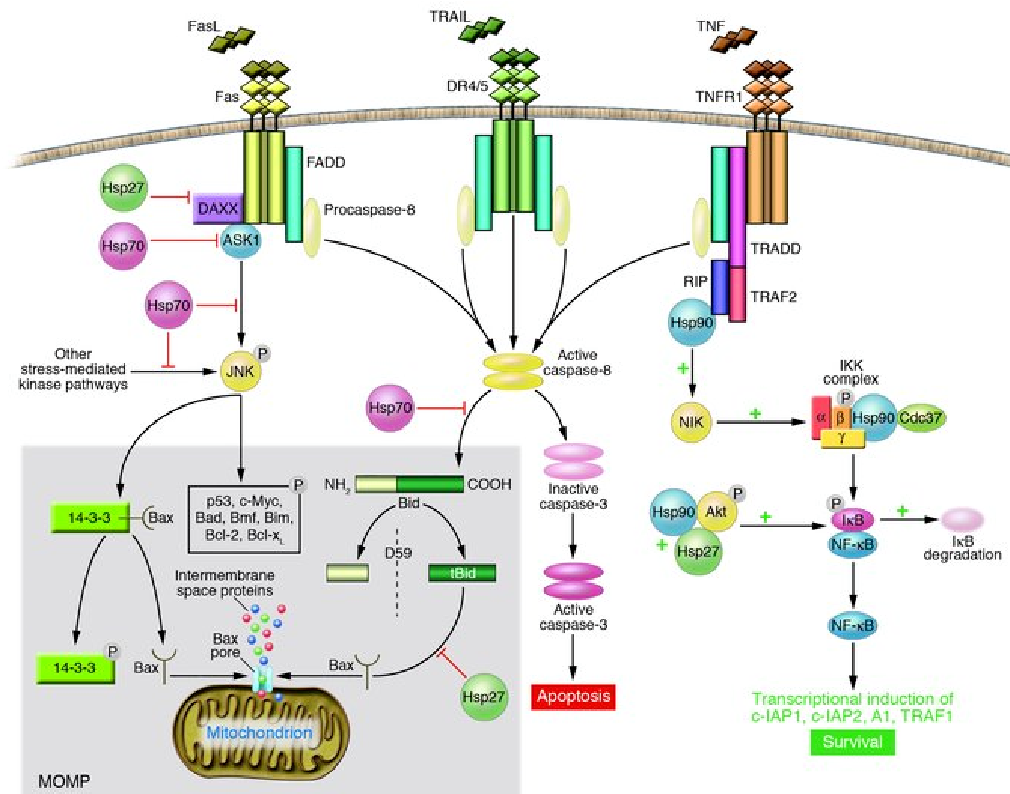 FasL
TRAIL
TNF
Fas
DR4/5
TNFR1
FADD
Hsp27
DAXX
Procaspase-8
Hsp70
ASK1
TRADD
RIP
TRAF2
Hsp70
Hsp90
Other
stress-mediated
kinase pathways
P
JNK
Active
caspase-8
+
IKK
complex
Hsp70
NIK
+
α
P
β
γ
Hsp90
Cdc37
NH2
COOH
Bid
Inactive
caspase-3
14-3-3
Bax
P
p53, c-Myc,
Bad, Bmf, Bim,
Bcl-2, Bcl-xL
Hsp90
Akt
P
+
Hsp27
+
P
IκB
NF-κB
+
IκB
degradation
D59
tBid
Intermembrane
space proteins
Active
caspase-3
NF-κB
14-3-3
P
Bax
Bax
pore
Bax
Hsp27
Apoptosis
Mitochondrion
Transcriptional induction of
c-IAP1, c-IAP2, A1, TRAF1
Survival
MOMP